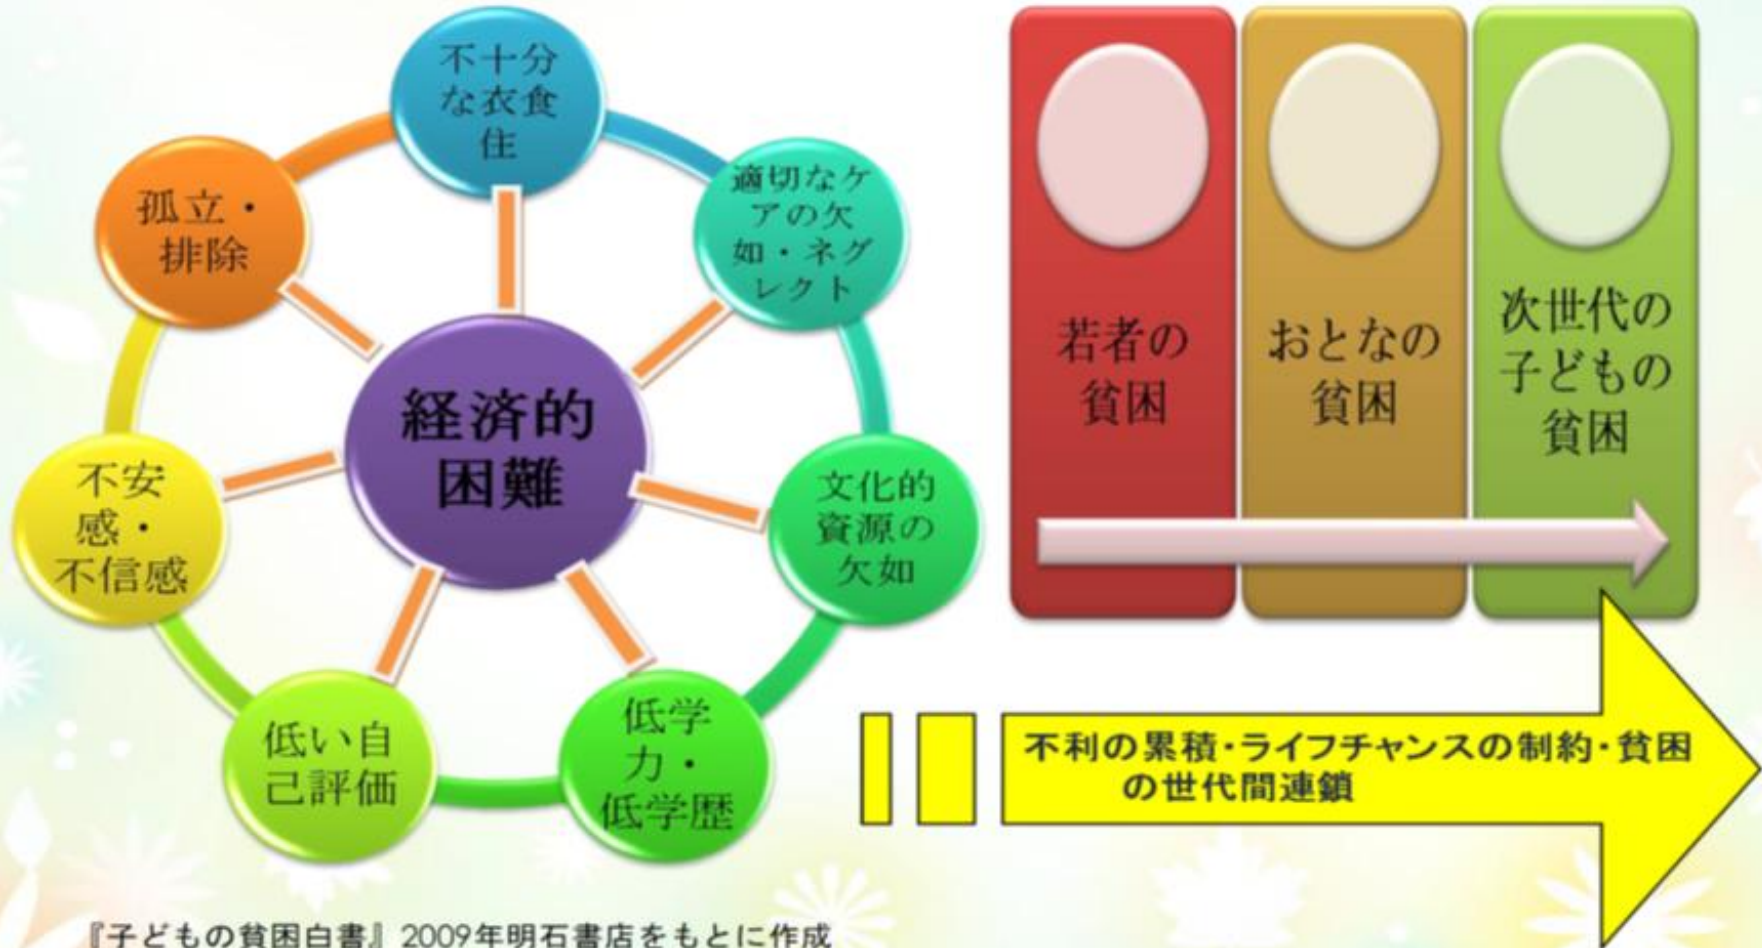 不十分
な衣食
住
適切なケ
アの欠
如・ネグ
レクト
文化的
資源の
欠如
低学
力・
低学歴
低い自
己評価
不安
感・
不信感
孤立・
排除
経済的
困難
若者の
貧困
おとなの
貧困
次世代の
子どもの
貧困
不利の累積・ライフチャンスの制約・貧困
の世代間連鎖
『子どもの貧困白書』2009年明石書店をもとに作成